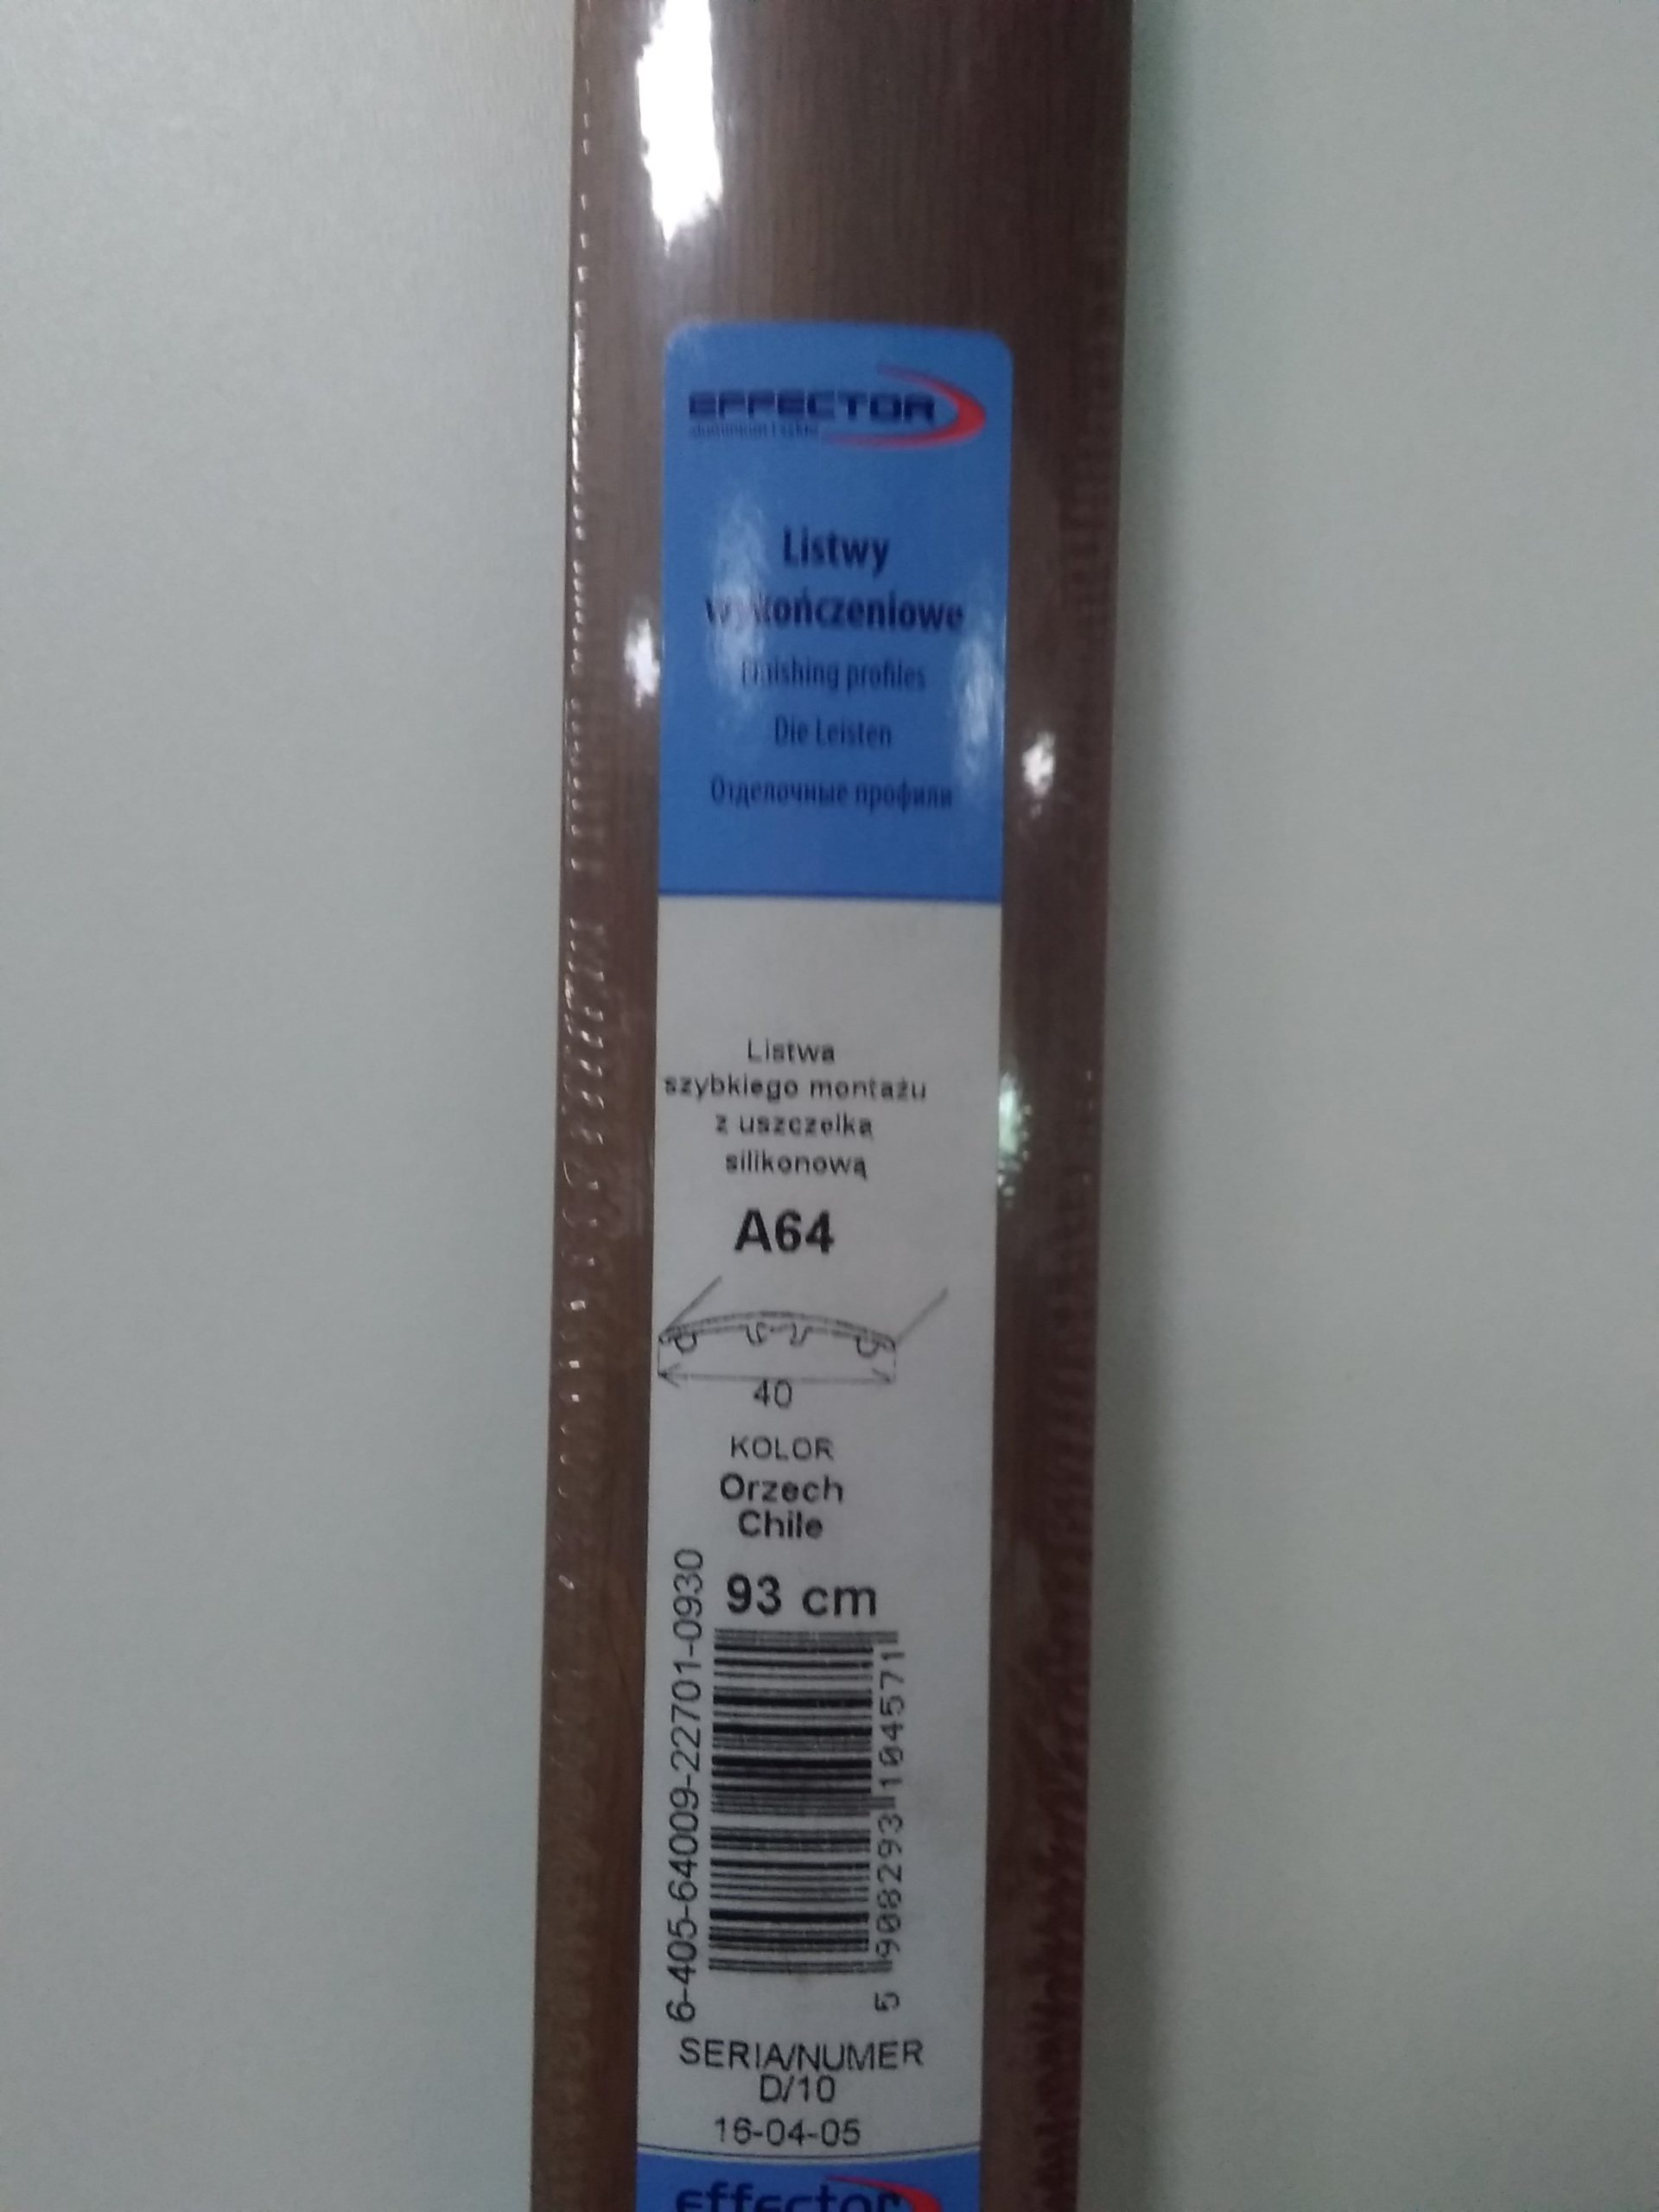 EFFECTOR
Listwy
wykończeniowe
Finishing profiles
Die Leisten
Отделочные профили
Listwa
szybkiego montażu
z uszczelką
silikonową
A64
40
KOLOR
Orzech
Chile
93 cm
6-405-64009-22701-0930
5 908293 104571
SERIA/NUMER
D/10
16-04-05
effector